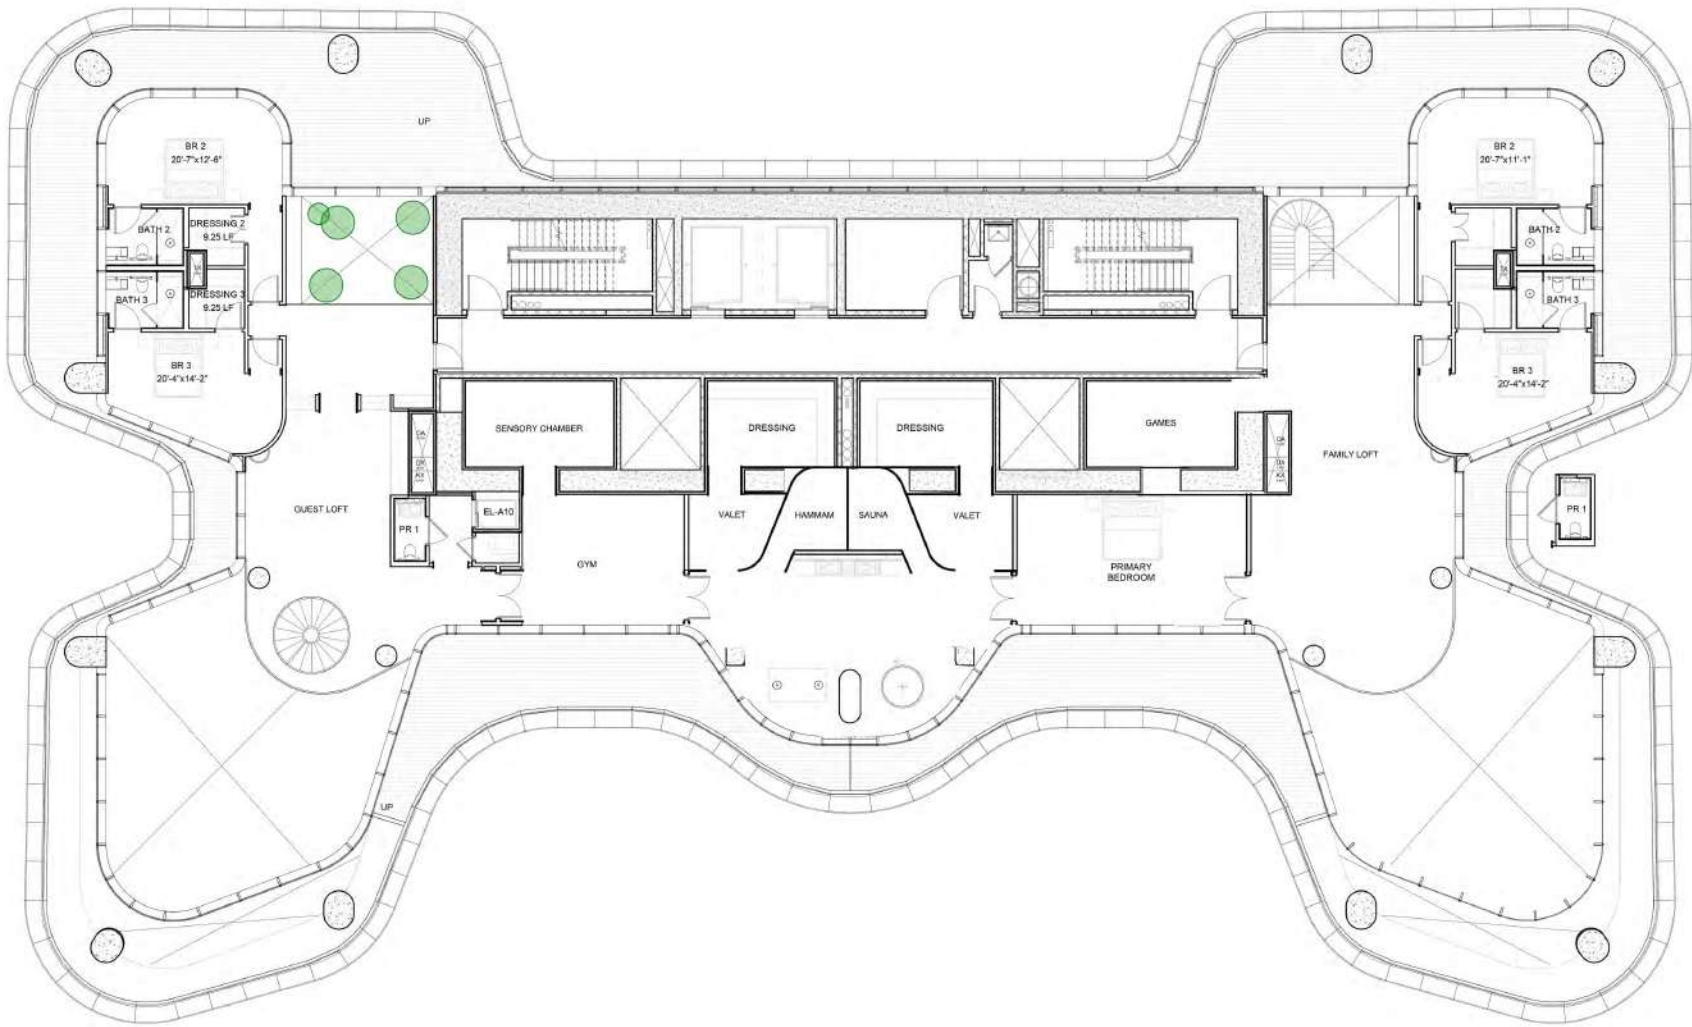 UP
BR 2
20'-7"x12'-6"
BR 2
20'-7"x11'-1"
BATH 2
DRESSING 2
9.25 LF
BATH 2
BATH 3
DRESSING 3
9.25 LF
BATH 3
BR 3
20'-4"x14'-2"
BR 3
20'-4"x14'-2"
SENSORY CHAMBER
DRESSING
DRESSING
GAMES
FAMILY LOFT
GUEST LOFT
PR 1
EL-A10
VALET
HAMMAM
SAUNA
VALET
PR 1
GYM
PRIMARY
BEDROOM
UP